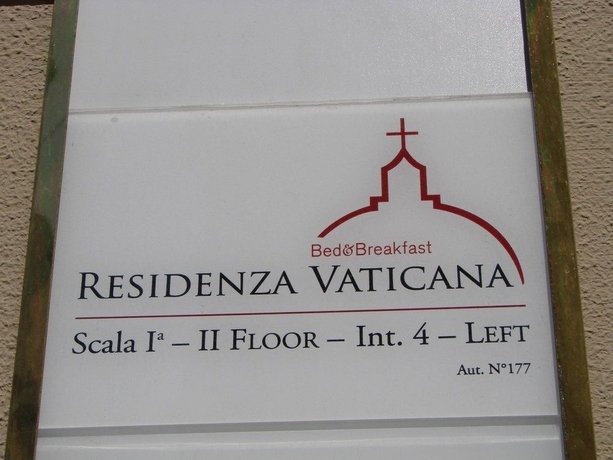 Bed&Breakfast
RESIDENZA VATICANA
Scala Iª – II FLOOR – Int. 4 – LEFT
Aut. N°177